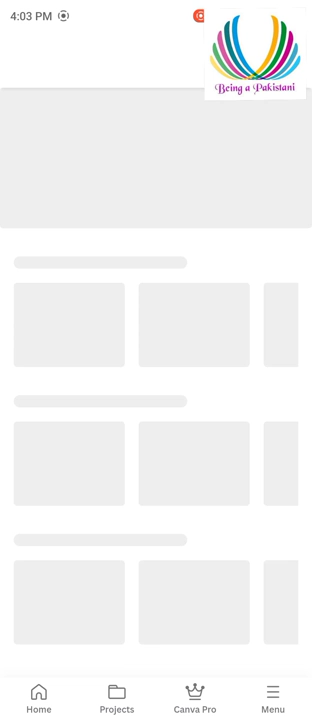 4:03 PM
Being a Pakistani
Home
Projects
Canva Pro
Menu